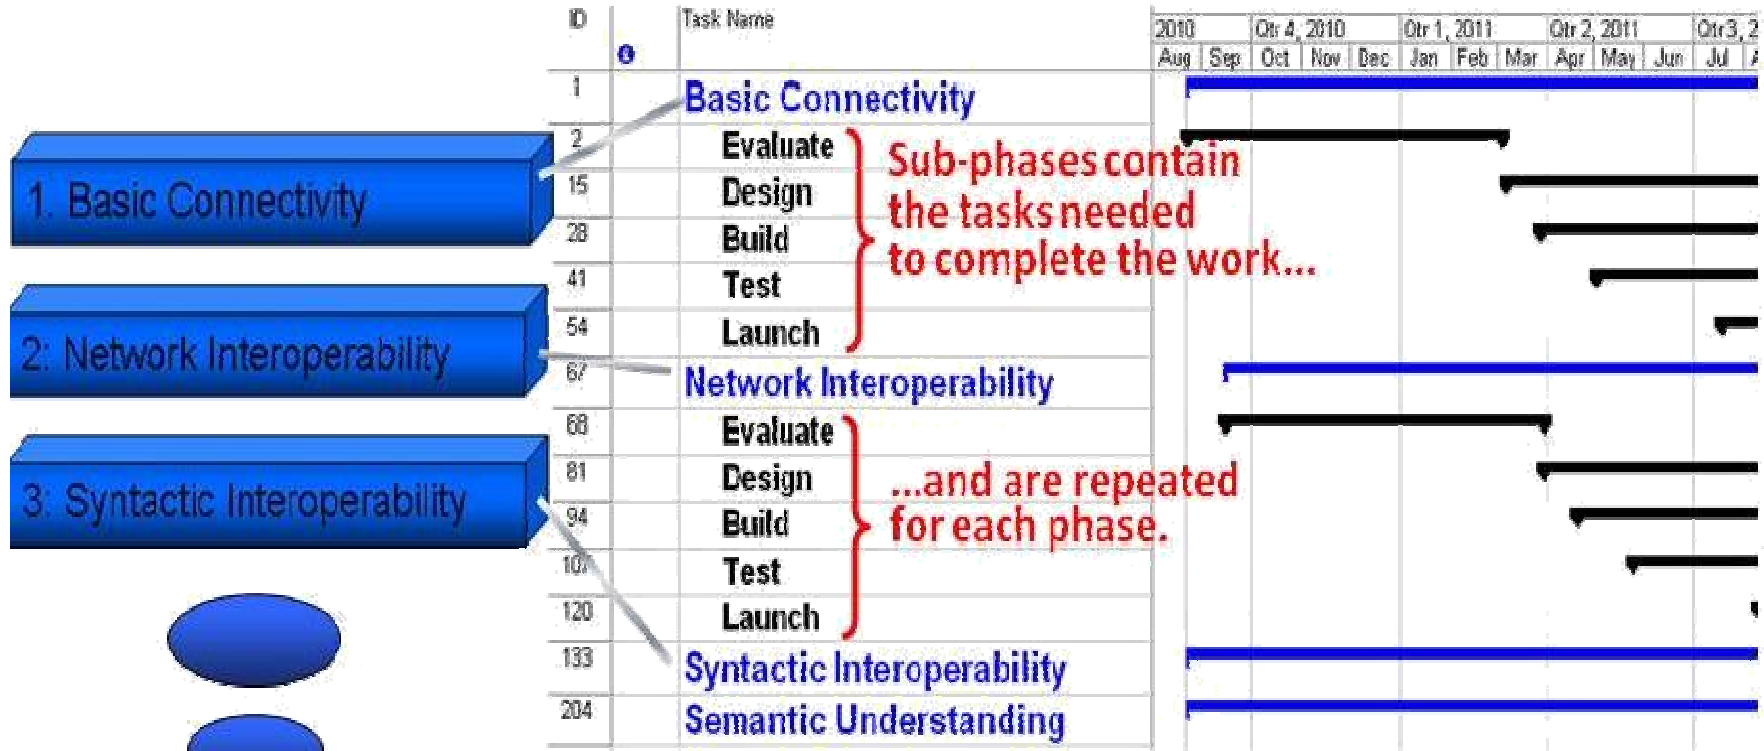 ID Task Name
2010 Qtr 4, 2010 Qtr 1, 2011 Qtr 2, 2011 Qtr 3, 2
Aug Sep Oct Nov Dec Jan Feb Mar Apr May Jun Jul A
1 Basic Connectivity
2 Evaluate
15 Design
28 Build
41 Test
54 Launch
67 Network Interoperability
68 Evaluate
81 Design
94 Build
107 Test
120 Launch
133 Syntactic Interoperability
204 Semantic Understanding
1. Basic Connectivity
2: Network Interoperability
3: Syntactic Interoperability
Sub-phases contain
the tasks needed
to complete the work...
...and are repeated
for each phase.